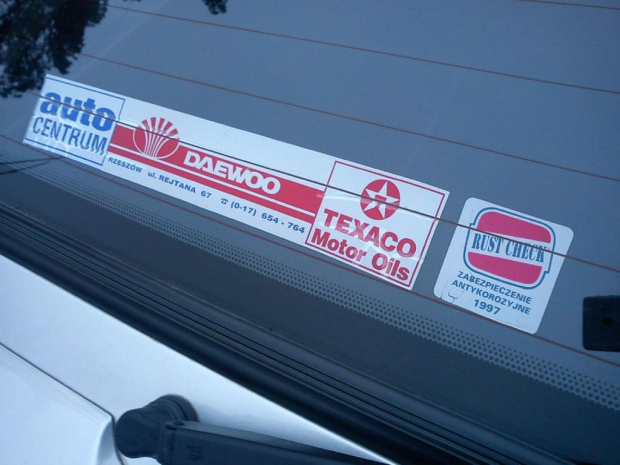 auto
CENTRUM
DAEWOO
RZESZÓW ul. REJTANA 67 ☎ (0-17) 654-764
TEXACO
Motor Oils
RUST CHECK
ZABEZPIECZENIE
ANTYKOROZYJNE
1997